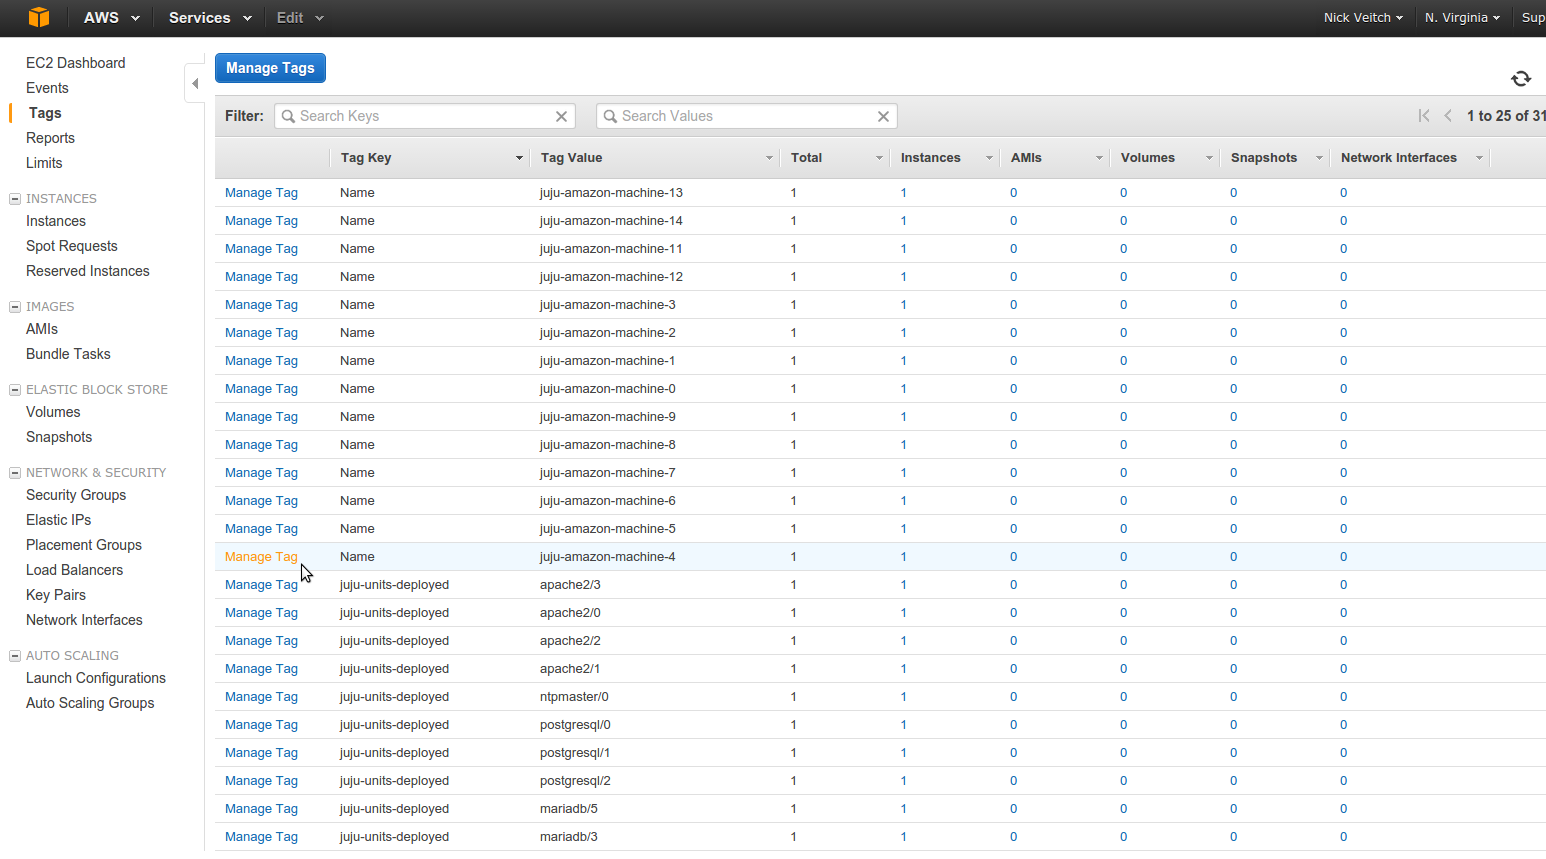 AWS Services Edit Nick Veitch N. Virginia Sup
EC2 Dashboard
Events
Tags
Reports
Limits
INSTANCES
Instances
Spot Requests
Reserved Instances
IMAGES
AMIs
Bundle Tasks
ELASTIC BLOCK STORE
Volumes
Snapshots
NETWORK & SECURITY
Security Groups
Elastic IPs
Placement Groups
Load Balancers
Key Pairs
Network Interfaces
AUTO SCALING
Launch Configurations
Auto Scaling Groups
Manage Tags
Filter: Search Keys Search Values 1 to 25 of 31
Tag Key Tag Value Total Instances AMIs Volumes Snapshots Network Interfaces
Manage Tag Name juju-amazon-machine-13 1 1 0 0 0 0
Manage Tag Name juju-amazon-machine-14 1 1 0 0 0 0
Manage Tag Name juju-amazon-machine-11 1 1 0 0 0 0
Manage Tag Name juju-amazon-machine-12 1 1 0 0 0 0
Manage Tag Name juju-amazon-machine-3 1 1 0 0 0 0
Manage Tag Name juju-amazon-machine-2 1 1 0 0 0 0
Manage Tag Name juju-amazon-machine-1 1 1 0 0 0 0
Manage Tag Name juju-amazon-machine-0 1 1 0 0 0 0
Manage Tag Name juju-amazon-machine-9 1 1 0 0 0 0
Manage Tag Name juju-amazon-machine-8 1 1 0 0 0 0
Manage Tag Name juju-amazon-machine-7 1 1 0 0 0 0
Manage Tag Name juju-amazon-machine-6 1 1 0 0 0 0
Manage Tag Name juju-amazon-machine-5 1 1 0 0 0 0
Manage Tag Name juju-amazon-machine-4 1 1 0 0 0 0
Manage Tag juju-units-deployed apache2/3 1 1 0 0 0 0
Manage Tag juju-units-deployed apache2/0 1 1 0 0 0 0
Manage Tag juju-units-deployed apache2/2 1 1 0 0 0 0
Manage Tag juju-units-deployed apache2/1 1 1 0 0 0 0
Manage Tag juju-units-deployed ntpmaster/0 1 1 0 0 0 0
Manage Tag juju-units-deployed postgresql/0 1 1 0 0 0 0
Manage Tag juju-units-deployed postgresql/1 1 1 0 0 0 0
Manage Tag juju-units-deployed postgresql/2 1 1 0 0 0 0
Manage Tag juju-units-deployed mariadb/5 1 1 0 0 0 0
Manage Tag juju-units-deployed mariadb/3 1 1 0 0 0 0